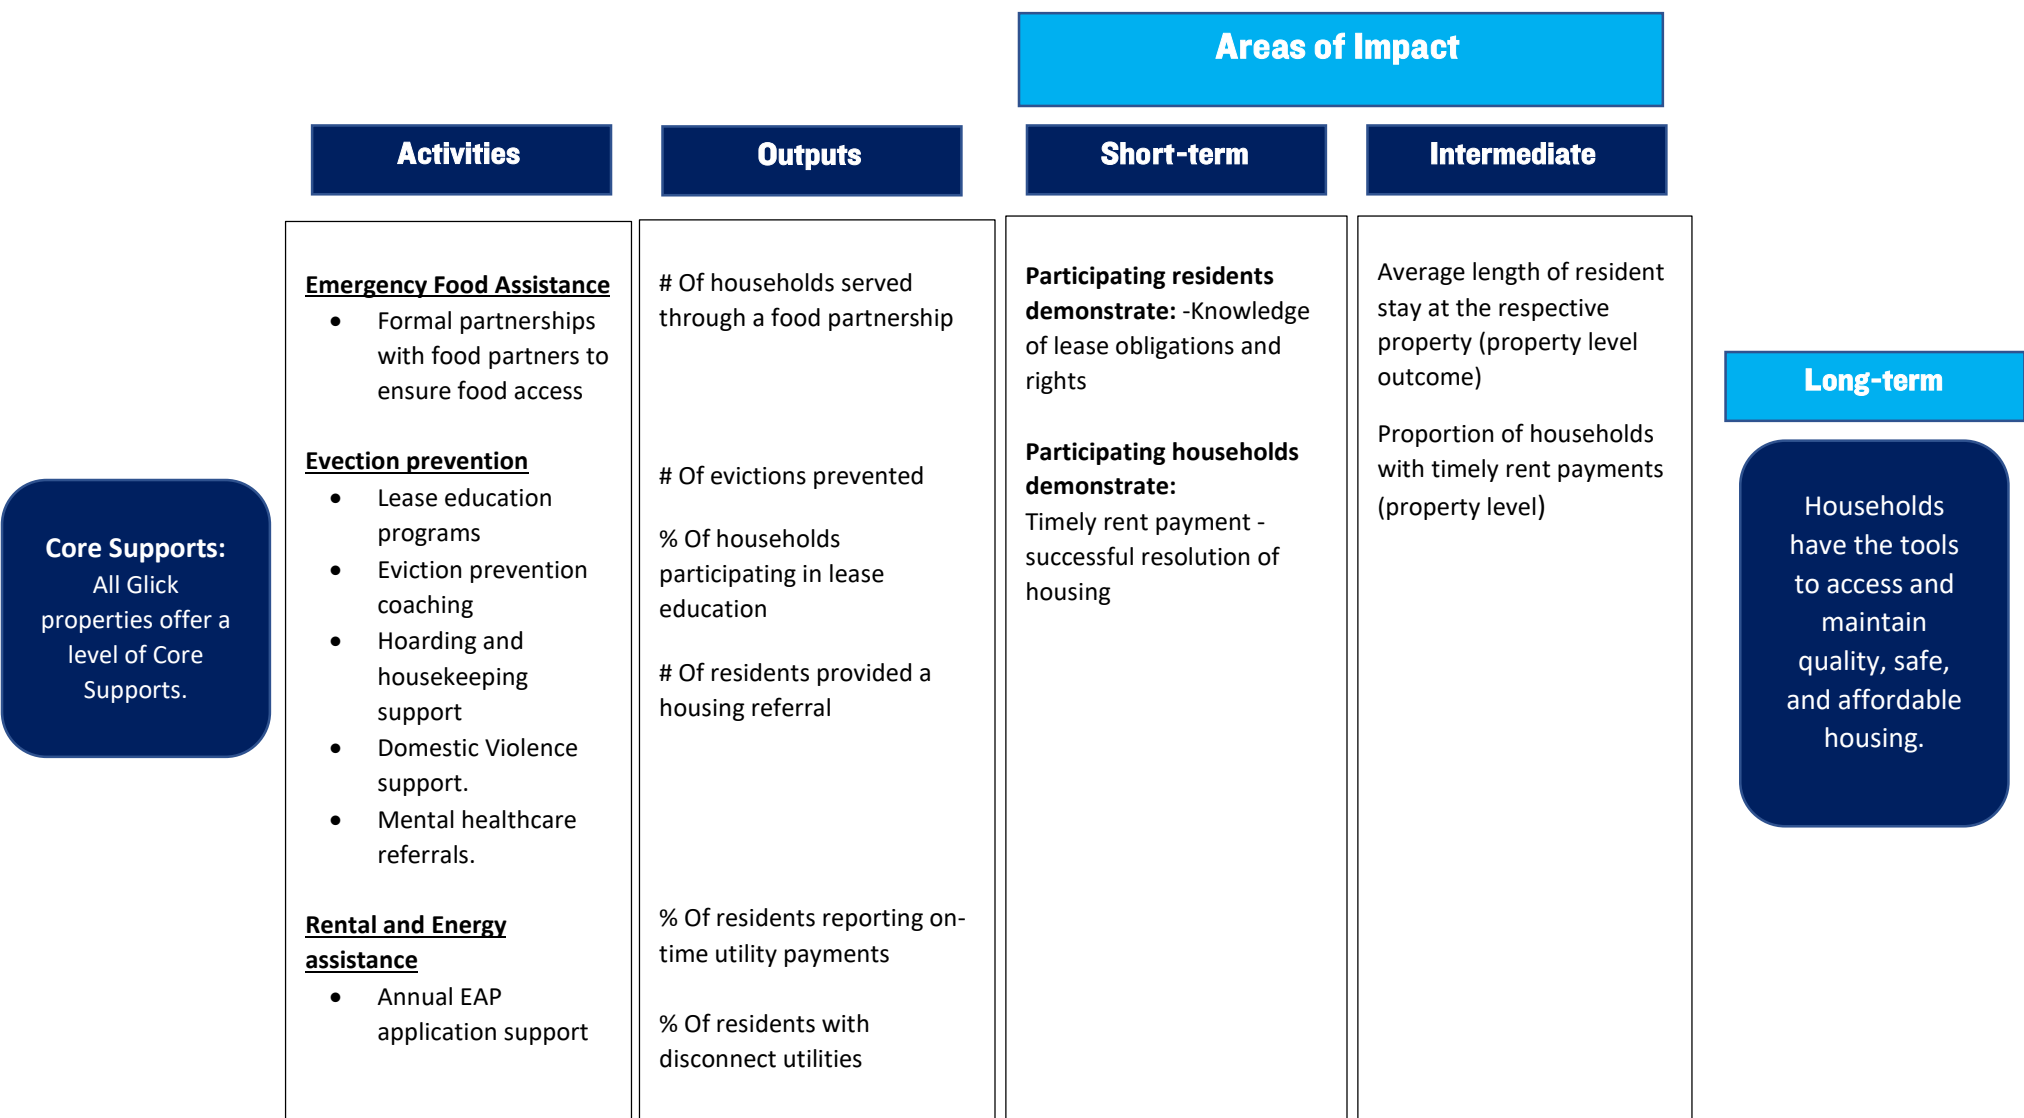 Areas of Impact
Activities
Outputs
Short-term
Intermediate
Core Supports:
All Glick
properties offer a
level of Core
Supports.
Emergency Food Assistance
• Formal partnerships
with food partners to
ensure food access
Evection prevention
• Lease education
programs
• Eviction prevention
coaching
• Hoarding and
housekeeping
support
• Domestic Violence
support.
• Mental healthcare
referrals.
Rental and Energy
assistance
• Annual EAP
application support
# Of households served
through a food partnership
# Of evictions prevented
% Of households
participating in lease
education
# Of residents provided a
housing referral
% Of residents reporting on-
time utility payments
% Of residents with
disconnect utilities
Participating residents
demonstrate: -Knowledge
of lease obligations and
rights
Participating households
demonstrate:
Timely rent payment -
successful resolution of
housing
Average length of resident
stay at the respective
property (property level
outcome)
Proportion of households
with timely rent payments
(property level)
Long-term
Households
have the tools
to access and
maintain
quality, safe,
and affordable
housing.